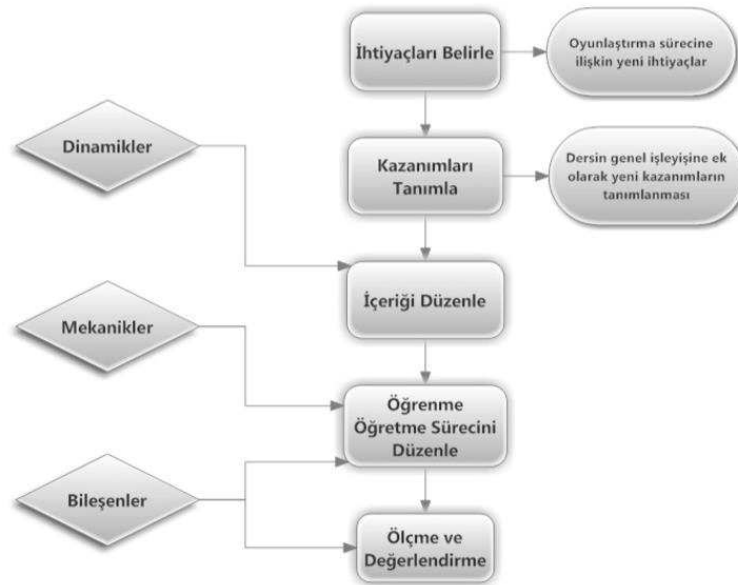 İhtiyaçları Belirle
Oyunlaştırma sürecine
ilişkin yeni ihtiyaçlar
Dinamikler
Kazanımları
Tanımla
Dersin genel işleyişine ek
olarak yeni kazanımların
tanımlanması
İçeriği Düzenle
Mekanikler
Öğrenme
Öğretme Sürecini
Düzenle
Bileşenler
Ölçme ve
Değerlendirme